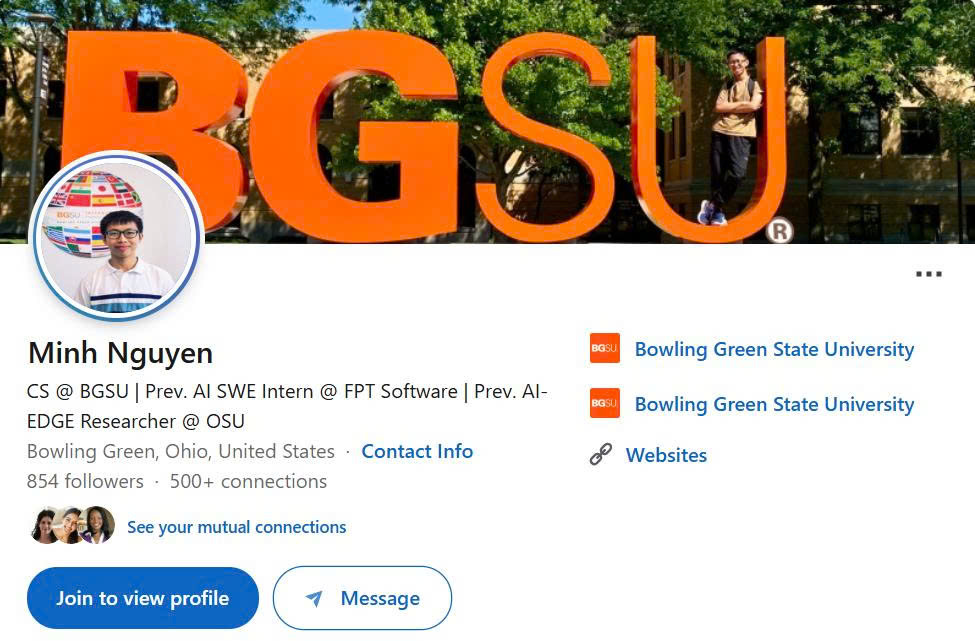 BGSU
®
BGSU
Minh Nguyen
CS @ BGSU | Prev. AI SWE Intern @ FPT Software | Prev. AI-
EDGE Researcher @ OSU
Bowling Green, Ohio, United States · Contact Info
854 followers · 500+ connections
See your mutual connections
Join to view profile
Message
BGSU
Bowling Green State University
BGSU
Bowling Green State University
Websites